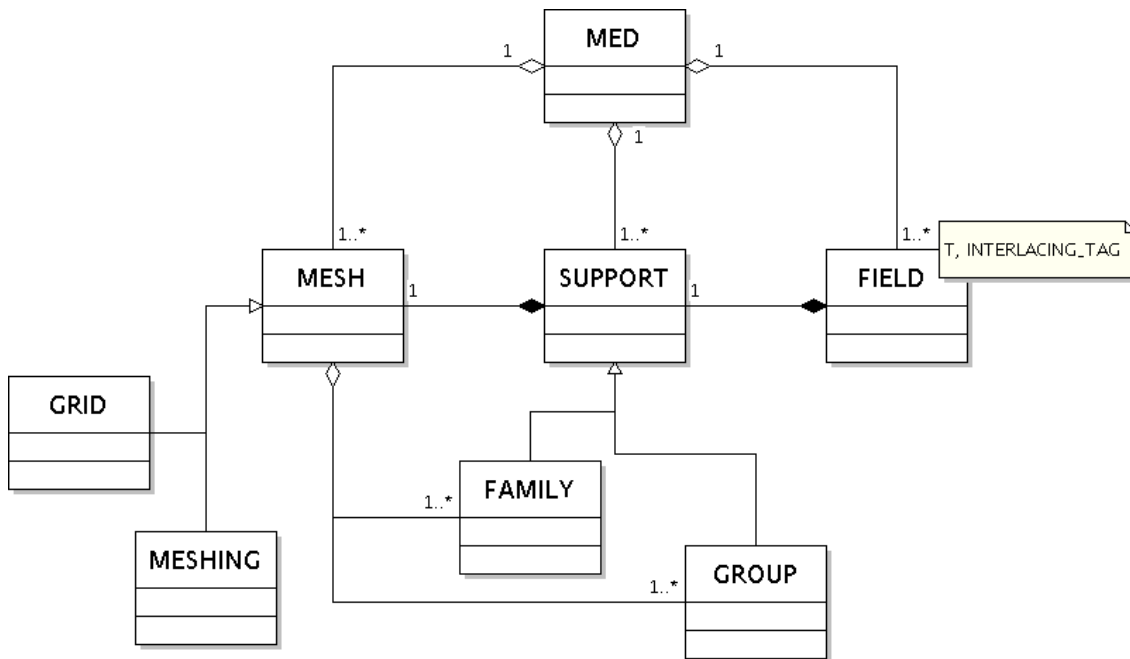 MED
1
1
1
1..*
1..*
1..*
T, INTERLACING_TAG
MESH
SUPPORT
FIELD
1
1
GRID
FAMILY
1..*
MESHING
GROUP
1..*